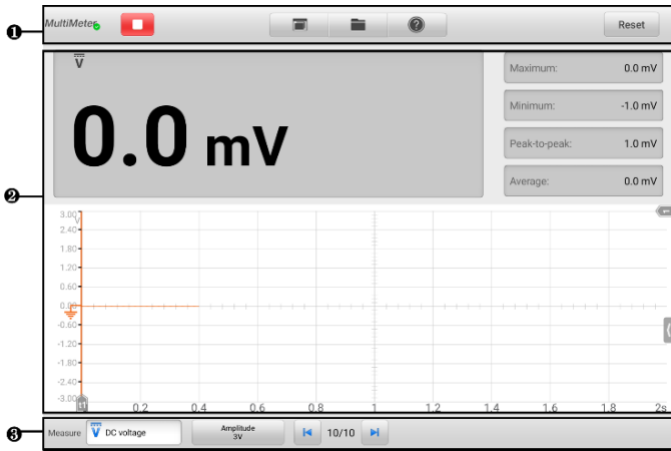 ❶
MultiMeter
Reset
❷
V
0.0 mV
Maximum: 0.0 mV
Minimum: -1.0 mV
Peak-to-peak: 1.0 mV
Average: 0.0 mV
3.00
V
2.40
1.80
1.20
0.60
0.00
-0.60
-1.20
-1.80
-2.40
-3.00
0.2 0.4 0.6 0.8 1 1.2 1.4 1.6 1.8 2s
❸
Measure V DC voltage Amplitude 10/10
3V